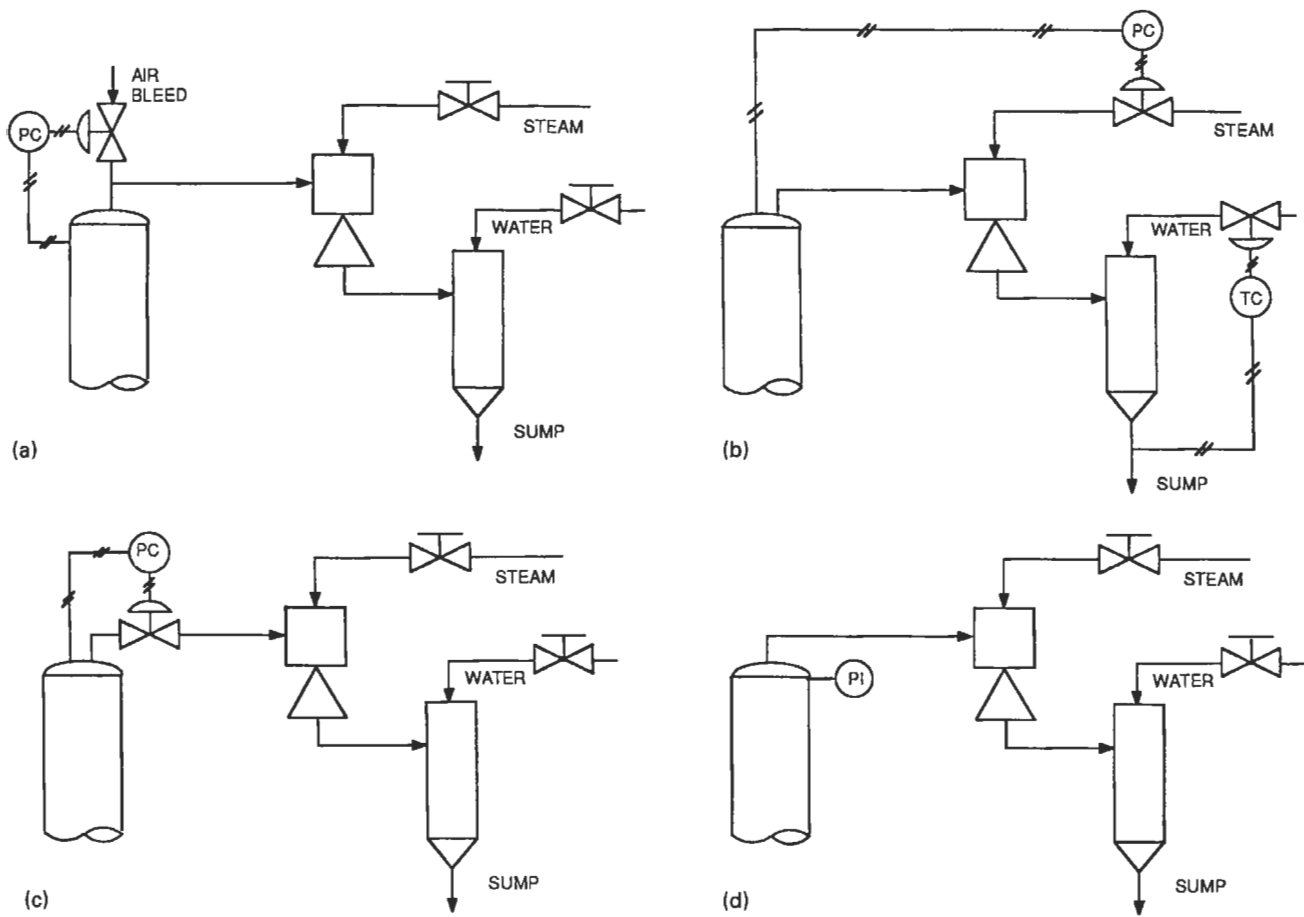 AIR
BLEED
PC
STEAM
WATER
SUMP
(a)
PC
STEAM
WATER
TC
SUMP
(b)
PC
STEAM
WATER
SUMP
(c)
STEAM
PI
WATER
SUMP
(d)